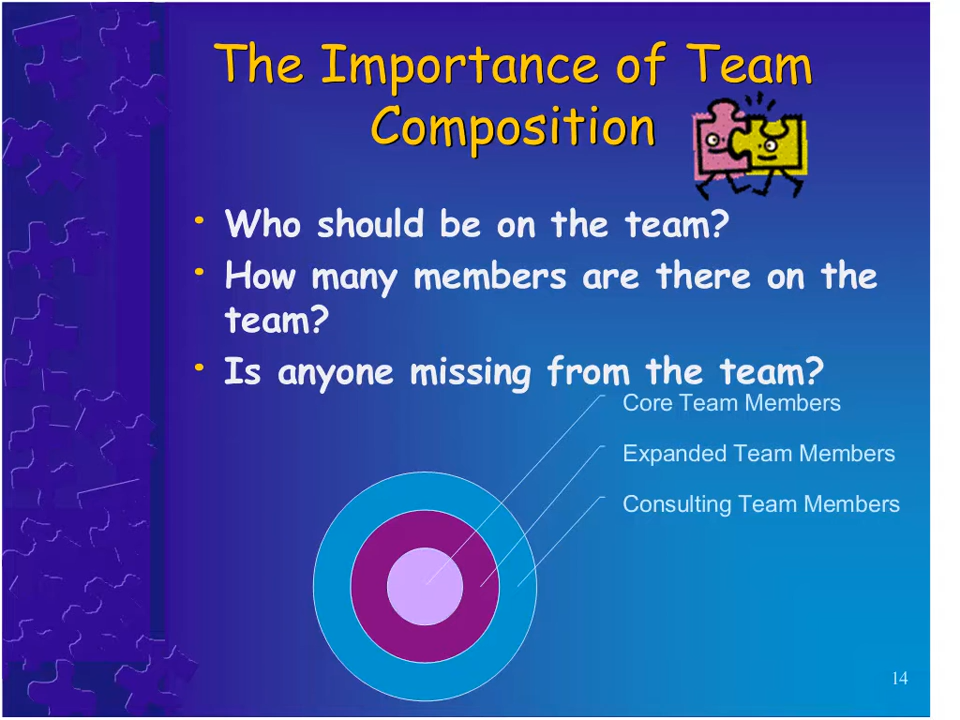 The Importance of Team
Composition
• Who should be on the team?
• How many members are there on the
team?
• Is anyone missing from the team?
Core Team Members
Expanded Team Members
Consulting Team Members
14